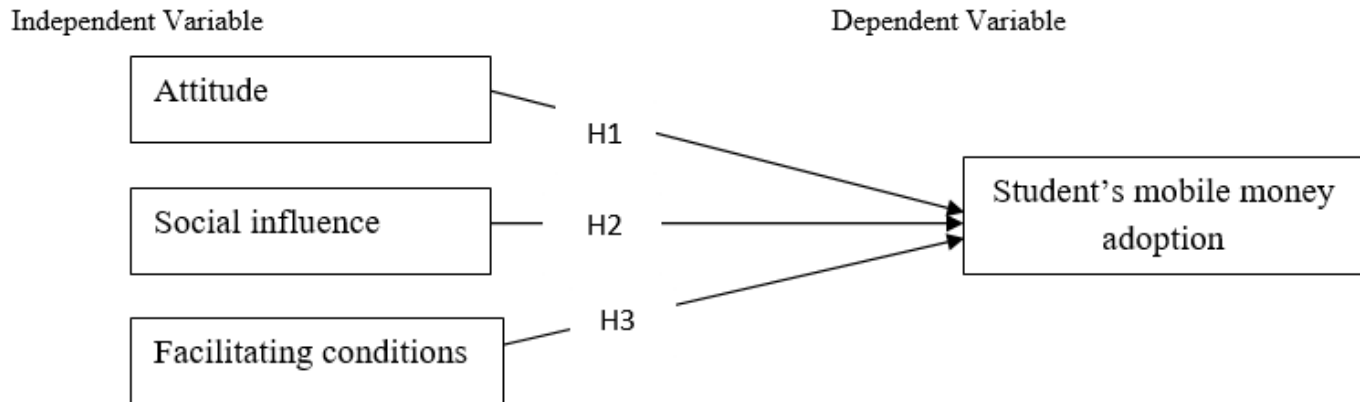 Independent Variable
Dependent Variable
Attitude
H1
Social influence
H2
Student’s mobile money
adoption
H3
Facilitating conditions